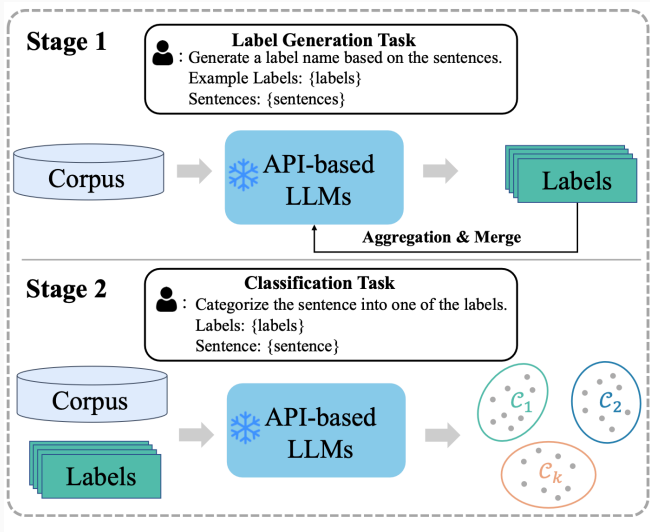 Stage 1
Label Generation Task
: Generate a label name based on the sentences.
Example Labels: {labels}
Sentences: {sentences}
Corpus
API-based
LLMs
Labels
Aggregation & Merge
Stage 2
Classification Task
: Categorize the sentence into one of the labels.
Labels: {labels}
Sentence: {sentence}
Corpus
Labels
API-based
LLMs
C1
C2
Ck